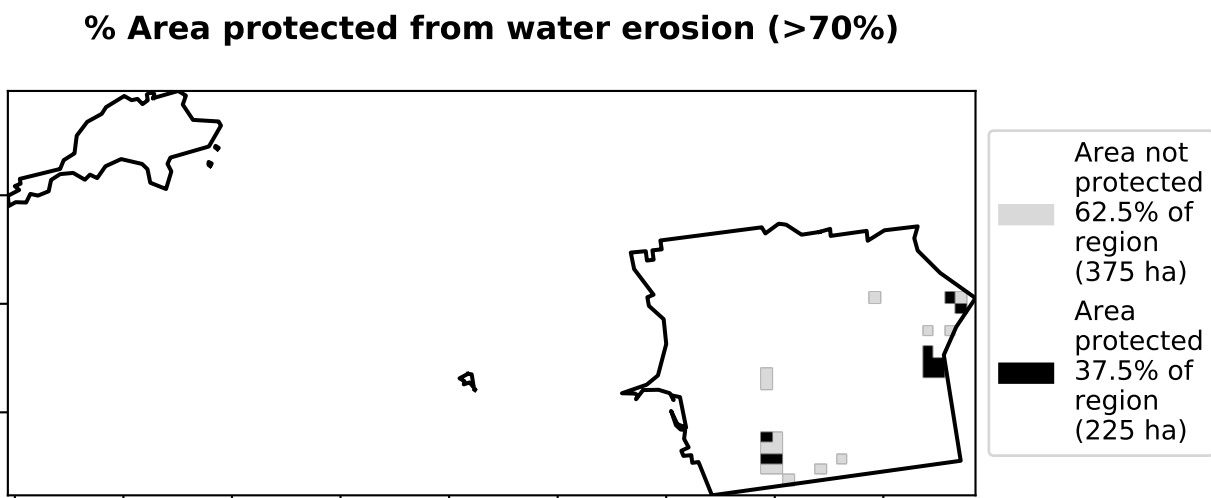 % Area protected from water erosion (>70%)
Area not
protected
62.5% of
region
(375 ha)
Area
protected
37.5% of
region
(225 ha)